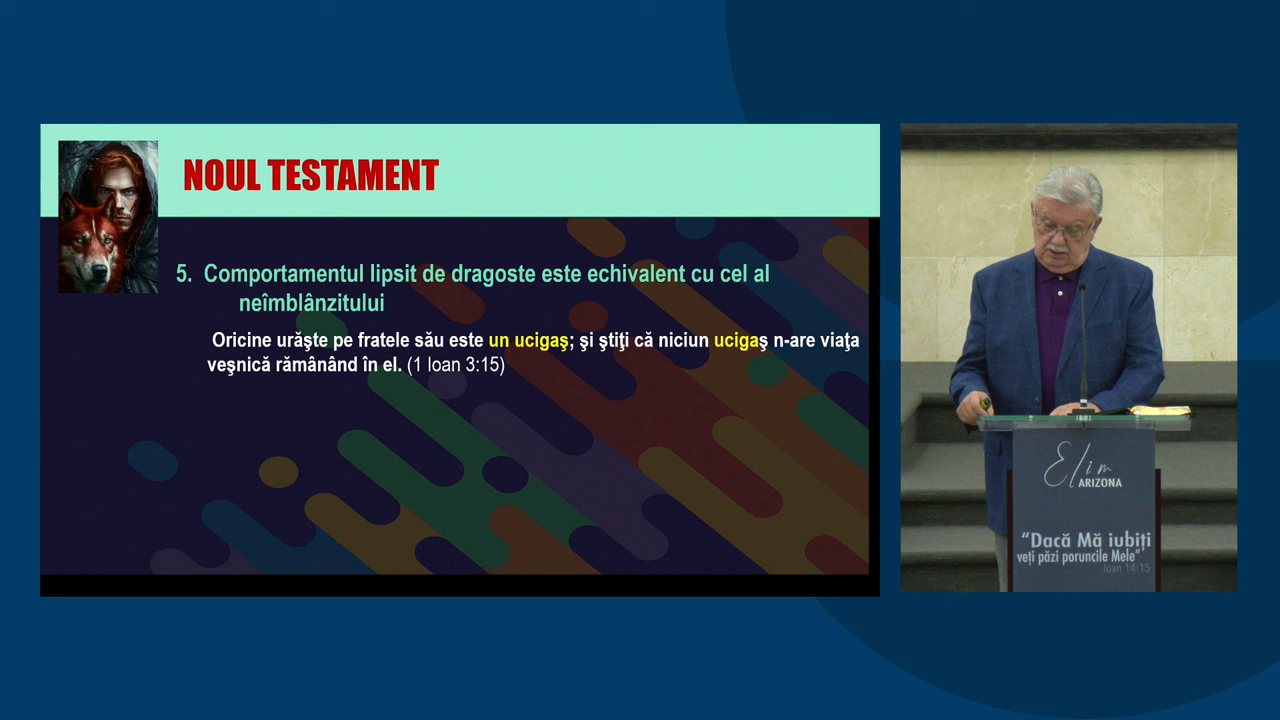 NOUL TESTAMENT
5. Comportamentul lipsit de dragoste este echivalent cu cel al
neîmblânzitului
Oricine urăşte pe fratele său este un ucigaş; şi ştiţi că niciun ucigaş n-are viaţa
veşnică rămânând în el. (1 Ioan 3:15)
Elim
ARIZONA
“Dacă Mă iubiți
veți păzi poruncile Mele”
Ioan 14:15